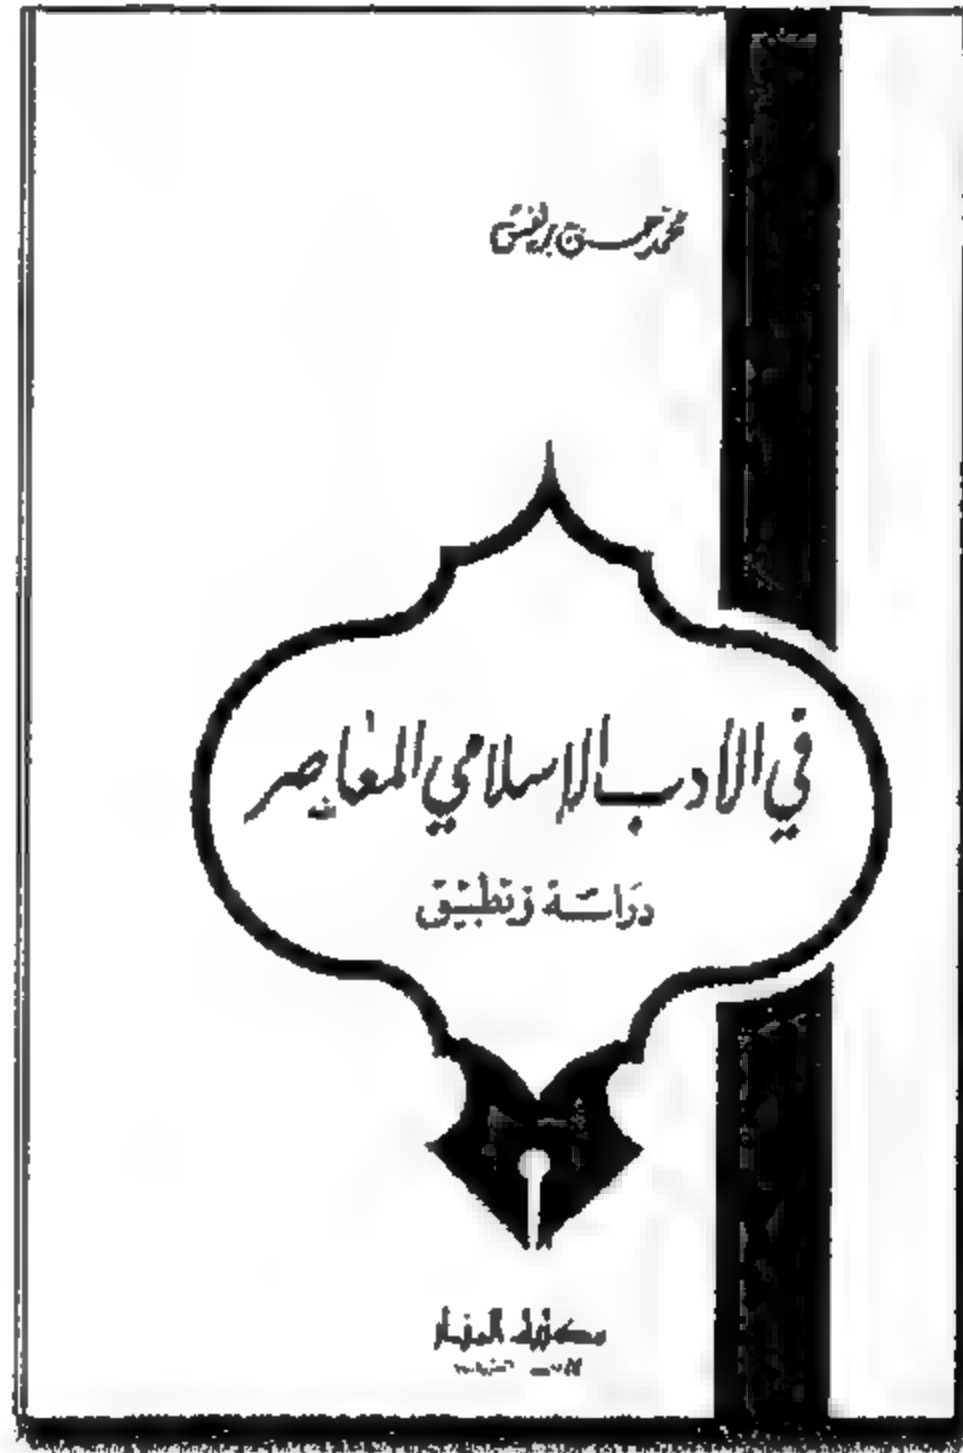 محمد حسن بريغش
في الأدب الإسلامي المعاصر
دراسة وتطبيق
مكتبة المنار